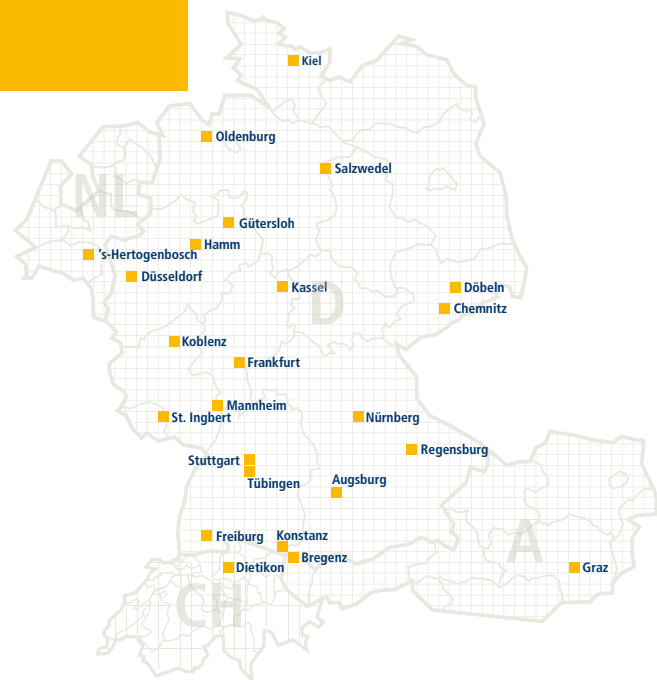 Kiel
Oldenburg
Salzwedel
NL
Gütersloh
Hamm
's-Hertogenbosch
Düsseldorf
Kassel
D
Döbeln
Chemnitz
Koblenz
Frankfurt
Mannheim
St. Ingbert
Nürnberg
Regensburg
Stuttgart
Tübingen
Augsburg
Freiburg
Konstanz
A
Bregenz
Dietikon
Graz
CH